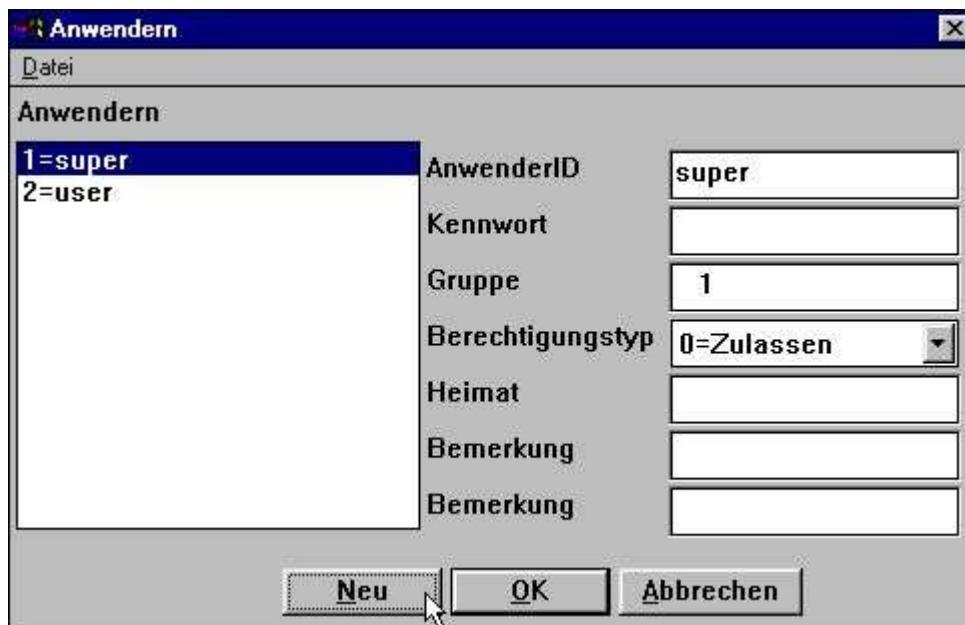 Anwendern
Datei
Anwendern
1=super
2=user
AnwenderID
super
Kennwort
Gruppe
1
Berechtigungstyp
0=Zulassen
Heimat
Bemerkung
Bemerkung
Neu
OK
Abbrechen